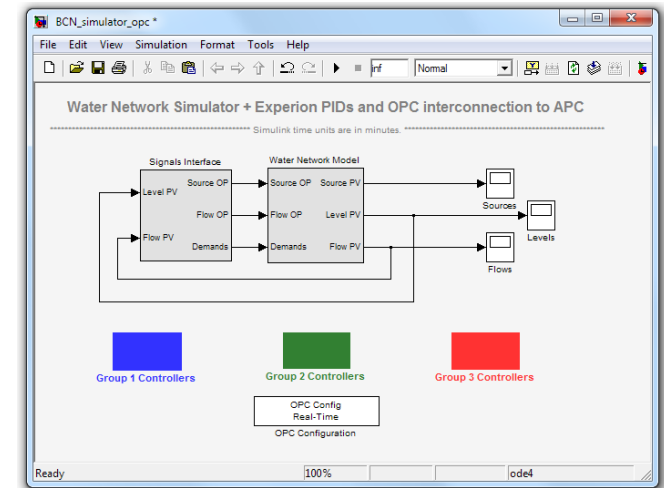 BCN_simulator_opc *
File Edit View Simulation Format Tools Help
inf Normal
Water Network Simulator + Experion PIDs and OPC interconnection to APC
Simulink time units are in minutes.
Signals Interface Water Network Model
Level PV Source OP Source OP Source PV
Sources
Flow OP Flow OP Level PV
Levels
Flow PV Demands Demands Flow PV
Flows
Group 1 Controllers Group 2 Controllers Group 3 Controllers
OPC Config
Real-Time
OPC Configuration
Ready 100% ode4